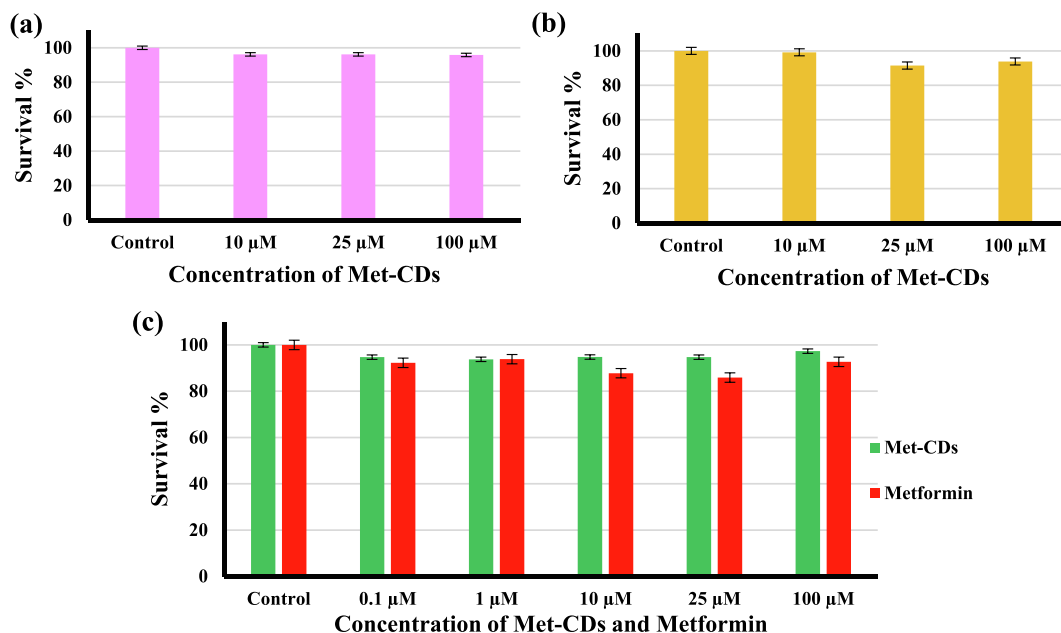 (a)
100
80
60
40
20
0
Survival %
Control 10 µM 25 µM 100 µM
Concentration of Met-CDs
(b)
100
80
60
40
20
0
Survival %
Control 10 µM 25 µM 100 µM
Concentration of Met-CDs
(c)
100
80
60
40
20
0
Survival %
Met-CDs
Metformin
Control 0.1 µM 1 µM 10 µM 25 µM 100 µM
Concentration of Met-CDs and Metformin